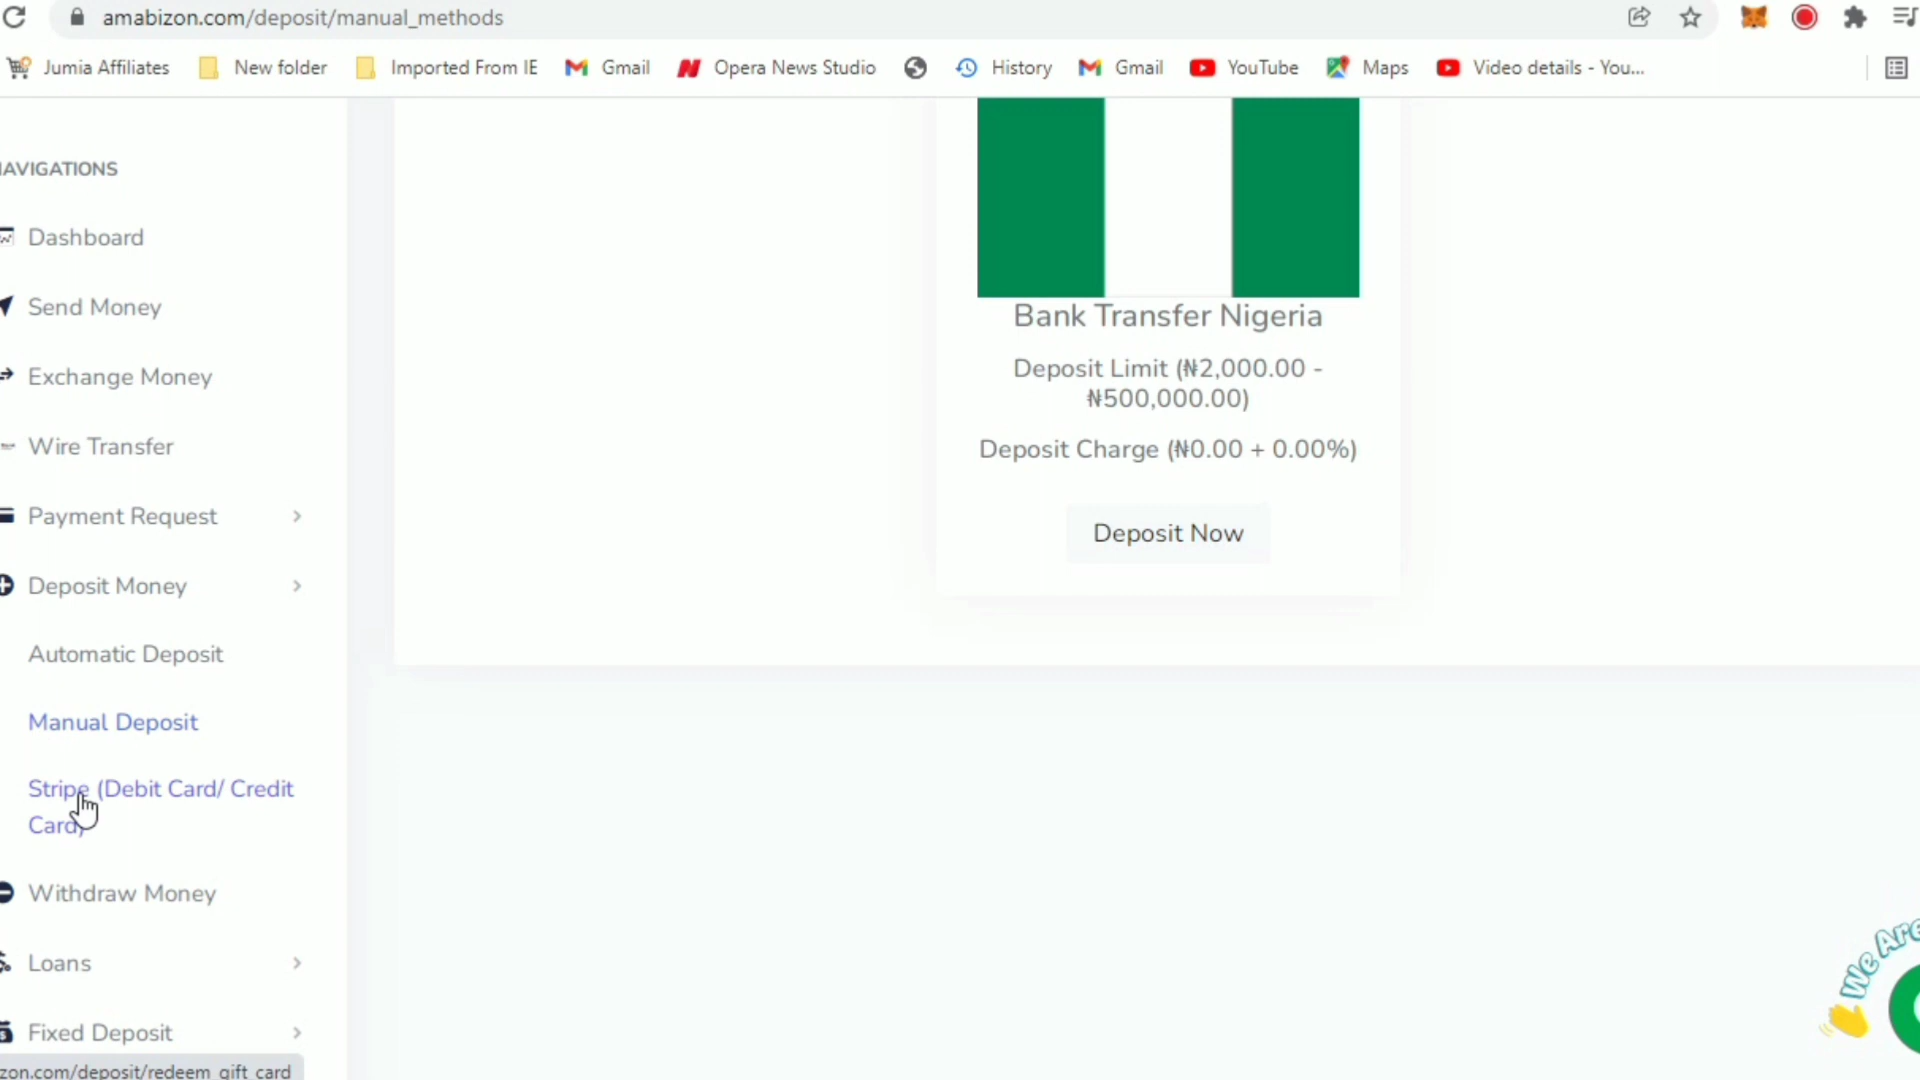 amabizon.com/deposit/manual_methods
Jumia Affiliates New folder Imported From IE Gmail Opera News Studio History Gmail YouTube Maps Video details - You...
NAVIGATIONS
Dashboard
Send Money
Exchange Money
Wire Transfer
Payment Request
Deposit Money
Automatic Deposit
Manual Deposit
Stripe (Debit Card/ Credit
Card)
Withdraw Money
Loans
Fixed Deposit
zon.com/deposit/redeem_gift_card
Bank Transfer Nigeria
Deposit Limit (₦2,000.00 -
₦500,000.00)
Deposit Charge (₦0.00 + 0.00%)
Deposit Now
We Are